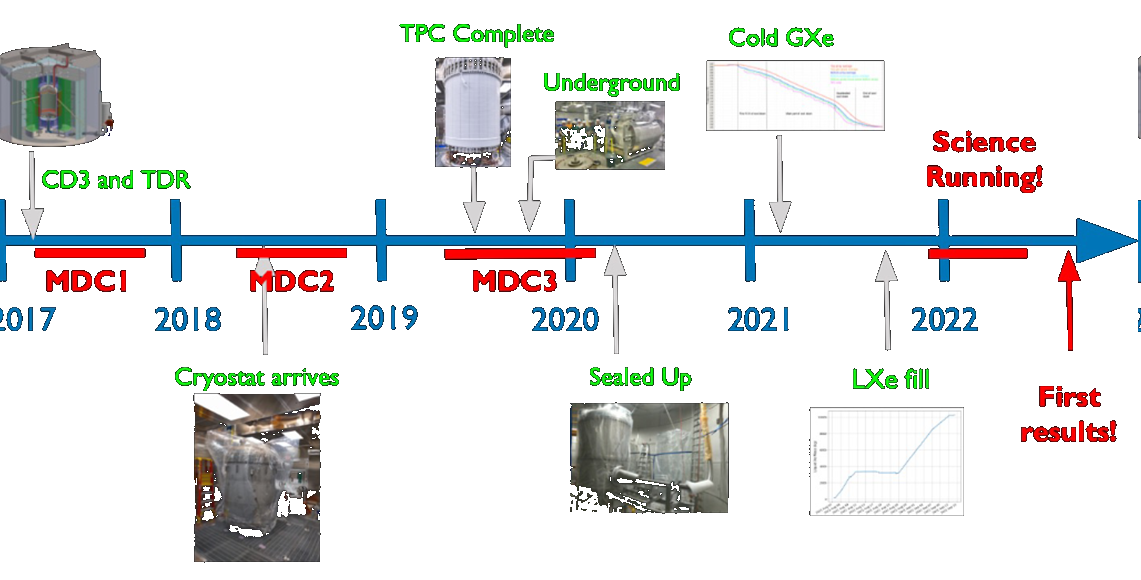 TPC Complete
Cold GXe
Underground
Science
Running!
CD3 and TDR
MDC1
MDC2
MDC3
2017
2018
2019
2020
2021
2022
Cryostat arrives
Sealed Up
LXe fill
First
results!